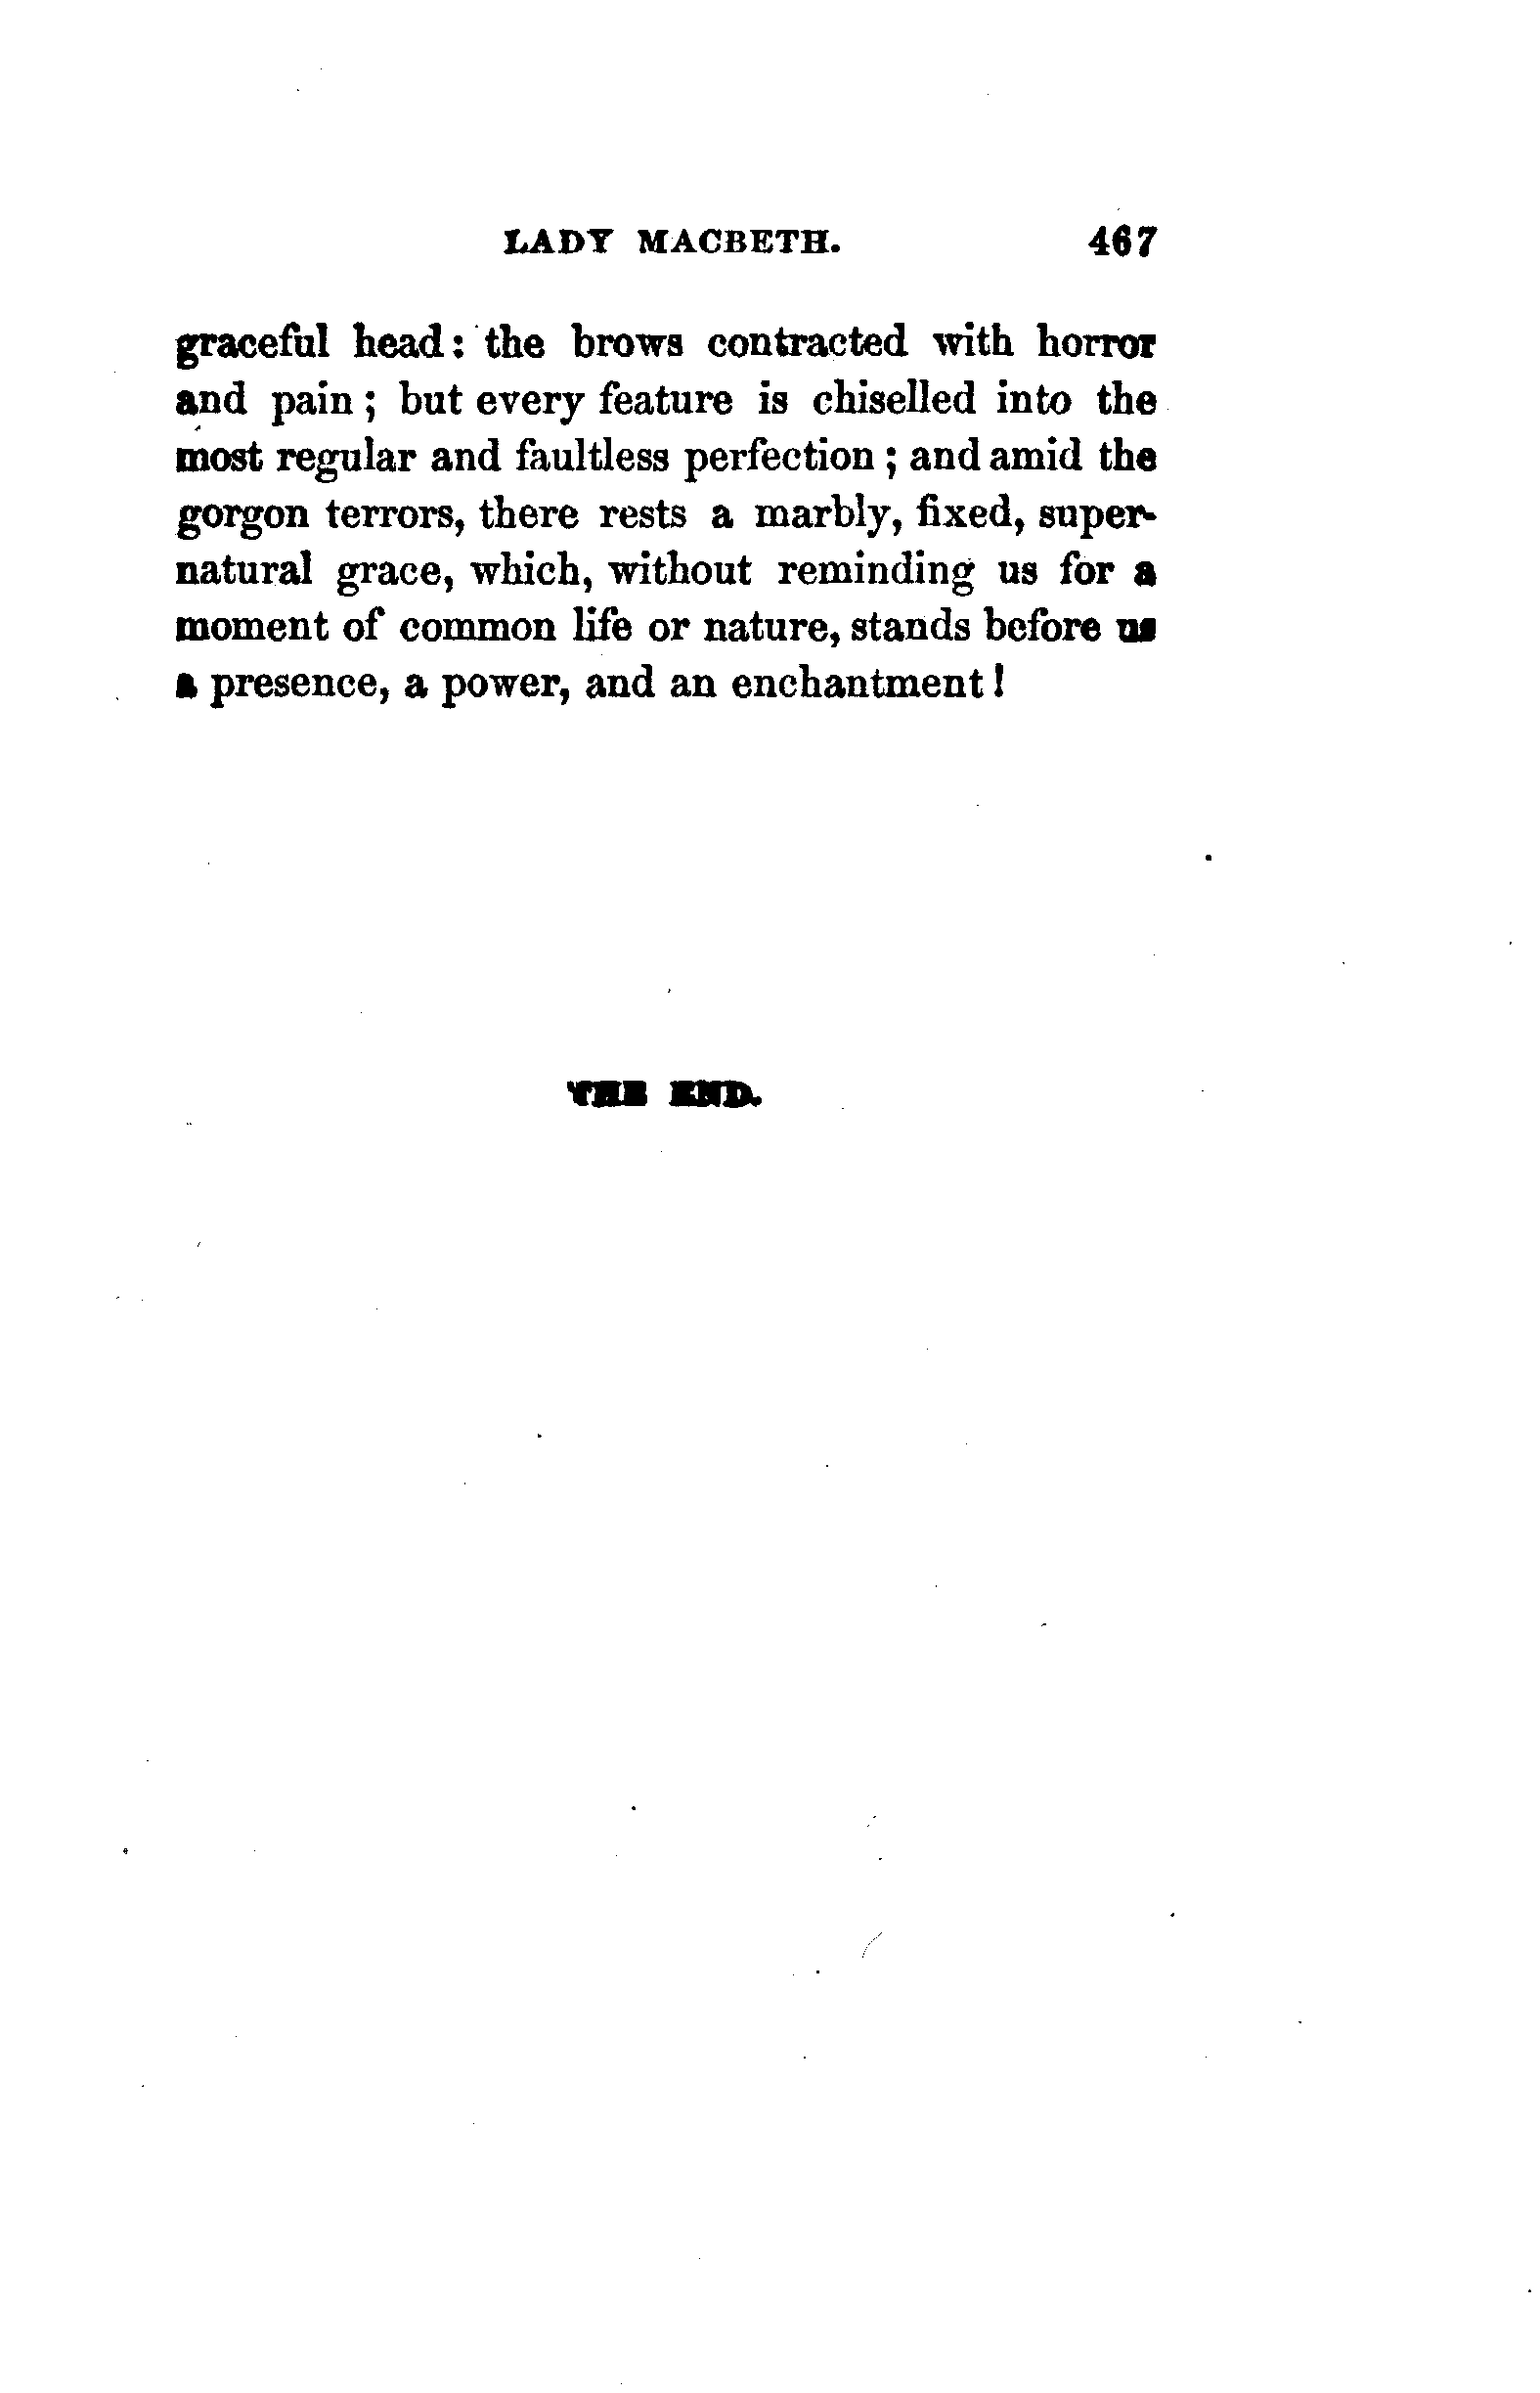 LADY MACBETH. 467
graceful head: the brows contracted with horror
and pain; but every feature is chiselled into the
most regular and faultless perfection; and amid the
gorgon terrors, there rests a marbly, fixed, super-
natural grace, which, without reminding us for a
moment of common life or nature, stands before us
a presence, a power, and an enchantment!
THE END.